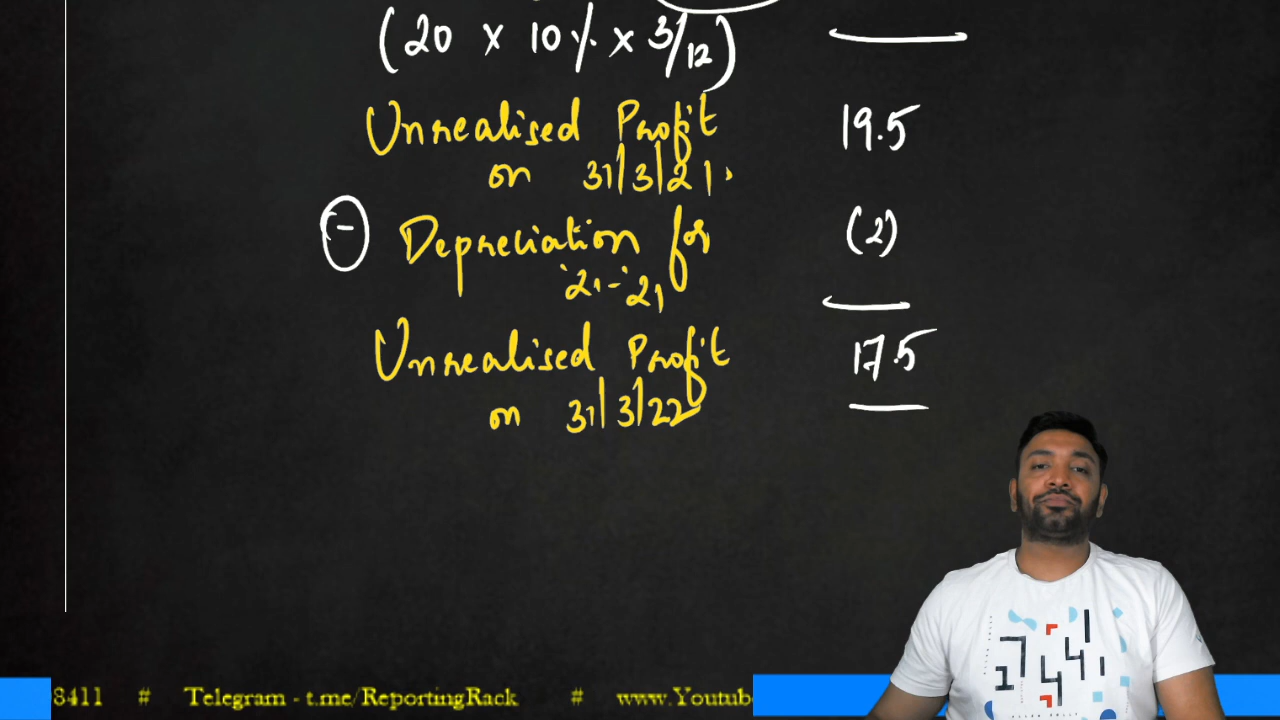 (20 x 10% x 3/12)
Unrealised Profit 19.5
on 31/3/21.
(-) Depreciation for (2)
'21-'21
Unrealised Profit 17.5
on 31/3/22
8411 # Telegram - t.me/ReportingRack # www.Youtub